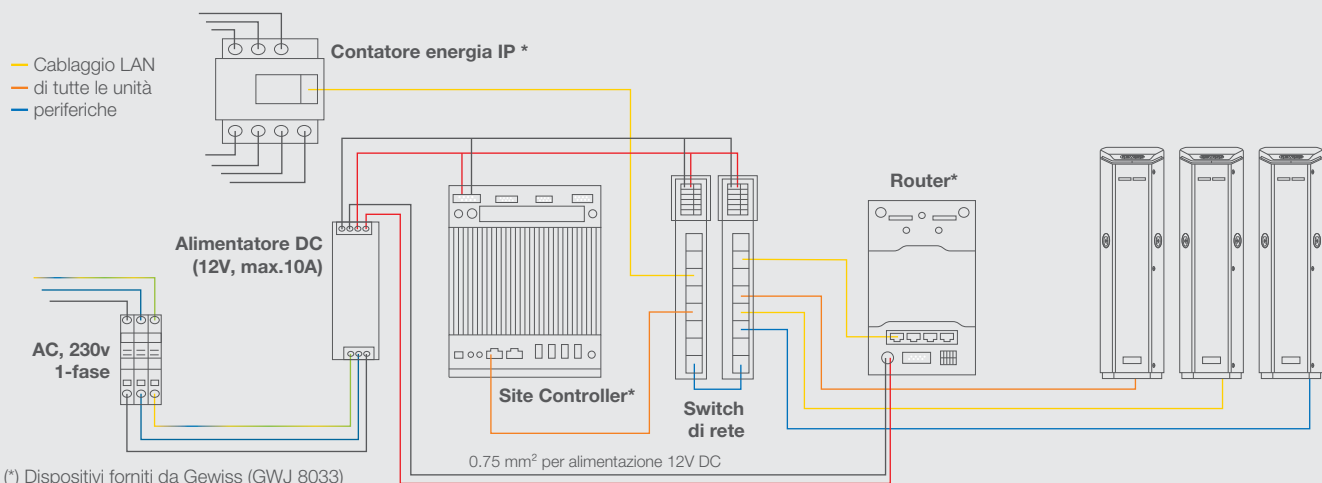 Contatore energia IP *
Cablaggio LAN
di tutte le unità
periferiche
Router*
Alimentatore DC
(12V, max.10A)
AC, 230v
1-fase
Site Controller*
Switch
di rete
0.75 mm² per alimentazione 12V DC
(*) Dispositivi forniti da Gewiss (GWJ 8033)